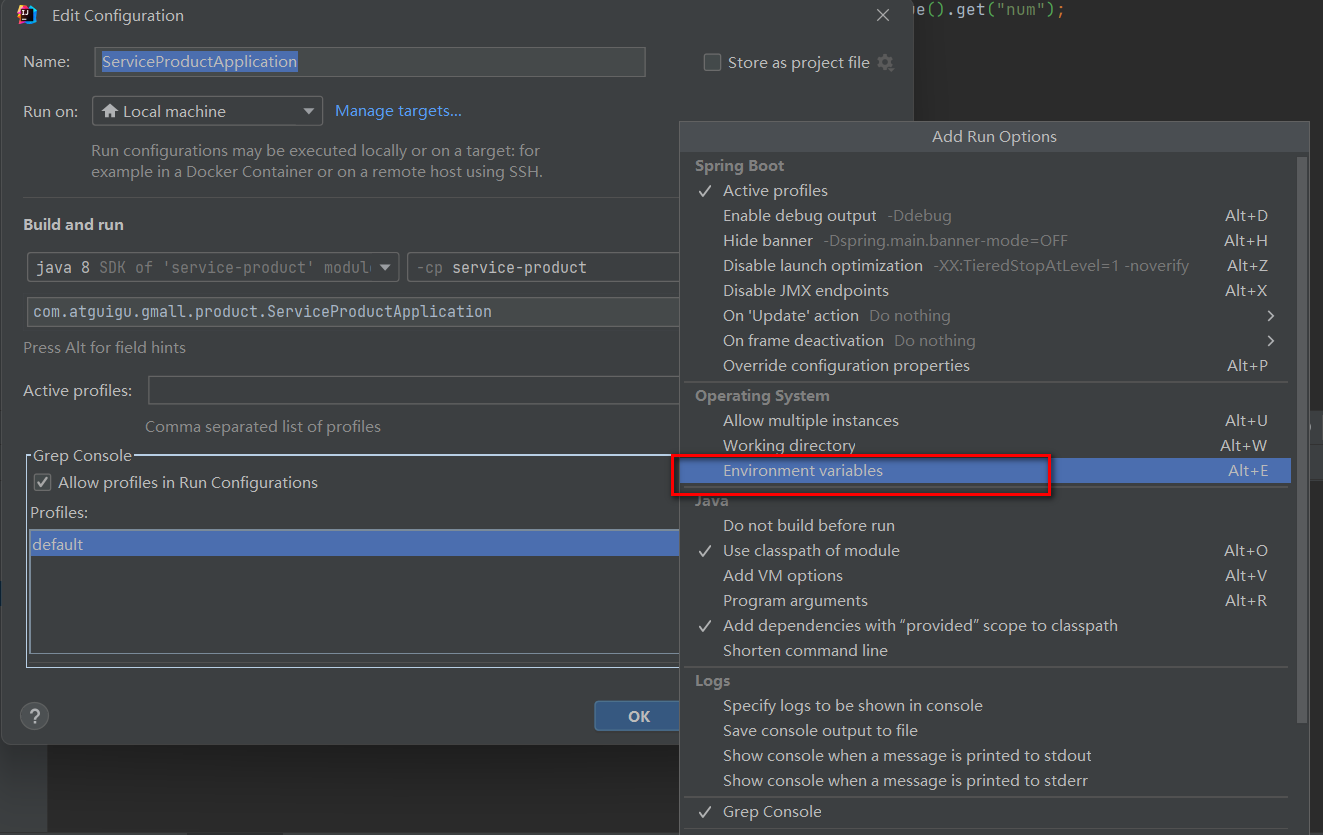 Edit Configuration
ue().get("num");
Name:
ServiceProductApplication
Store as project file
Run on:
Local machine
Manage targets...
Run configurations may be executed locally or on a target: for
example in a Docker Container or on a remote host using SSH.
Build and run
java 8 SDK of 'service-product' module
-cp service-product
com.atguigu.gmall.product.ServiceProductApplication
Press Alt for field hints
Active profiles:
Comma separated list of profiles
Grep Console
Allow profiles in Run Configurations
Profiles:
default
?
OK
Add Run Options
Spring Boot
Active profiles
Enable debug output -Ddebug Alt+D
Hide banner -Dspring.main.banner-mode=OFF Alt+H
Disable launch optimization -XX:TieredStopAtLevel=1 -noverify Alt+Z
Disable JMX endpoints Alt+X
On 'Update' action Do nothing
On frame deactivation Do nothing
Override configuration properties Alt+P
Operating System
Allow multiple instances Alt+U
Working directory Alt+W
Environment variables Alt+E
Java
Do not build before run
Use classpath of module Alt+O
Add VM options Alt+V
Program arguments Alt+R
Add dependencies with “provided” scope to classpath
Shorten command line
Logs
Specify logs to be shown in console
Save console output to file
Show console when a message is printed to stdout
Show console when a message is printed to stderr
Grep Console